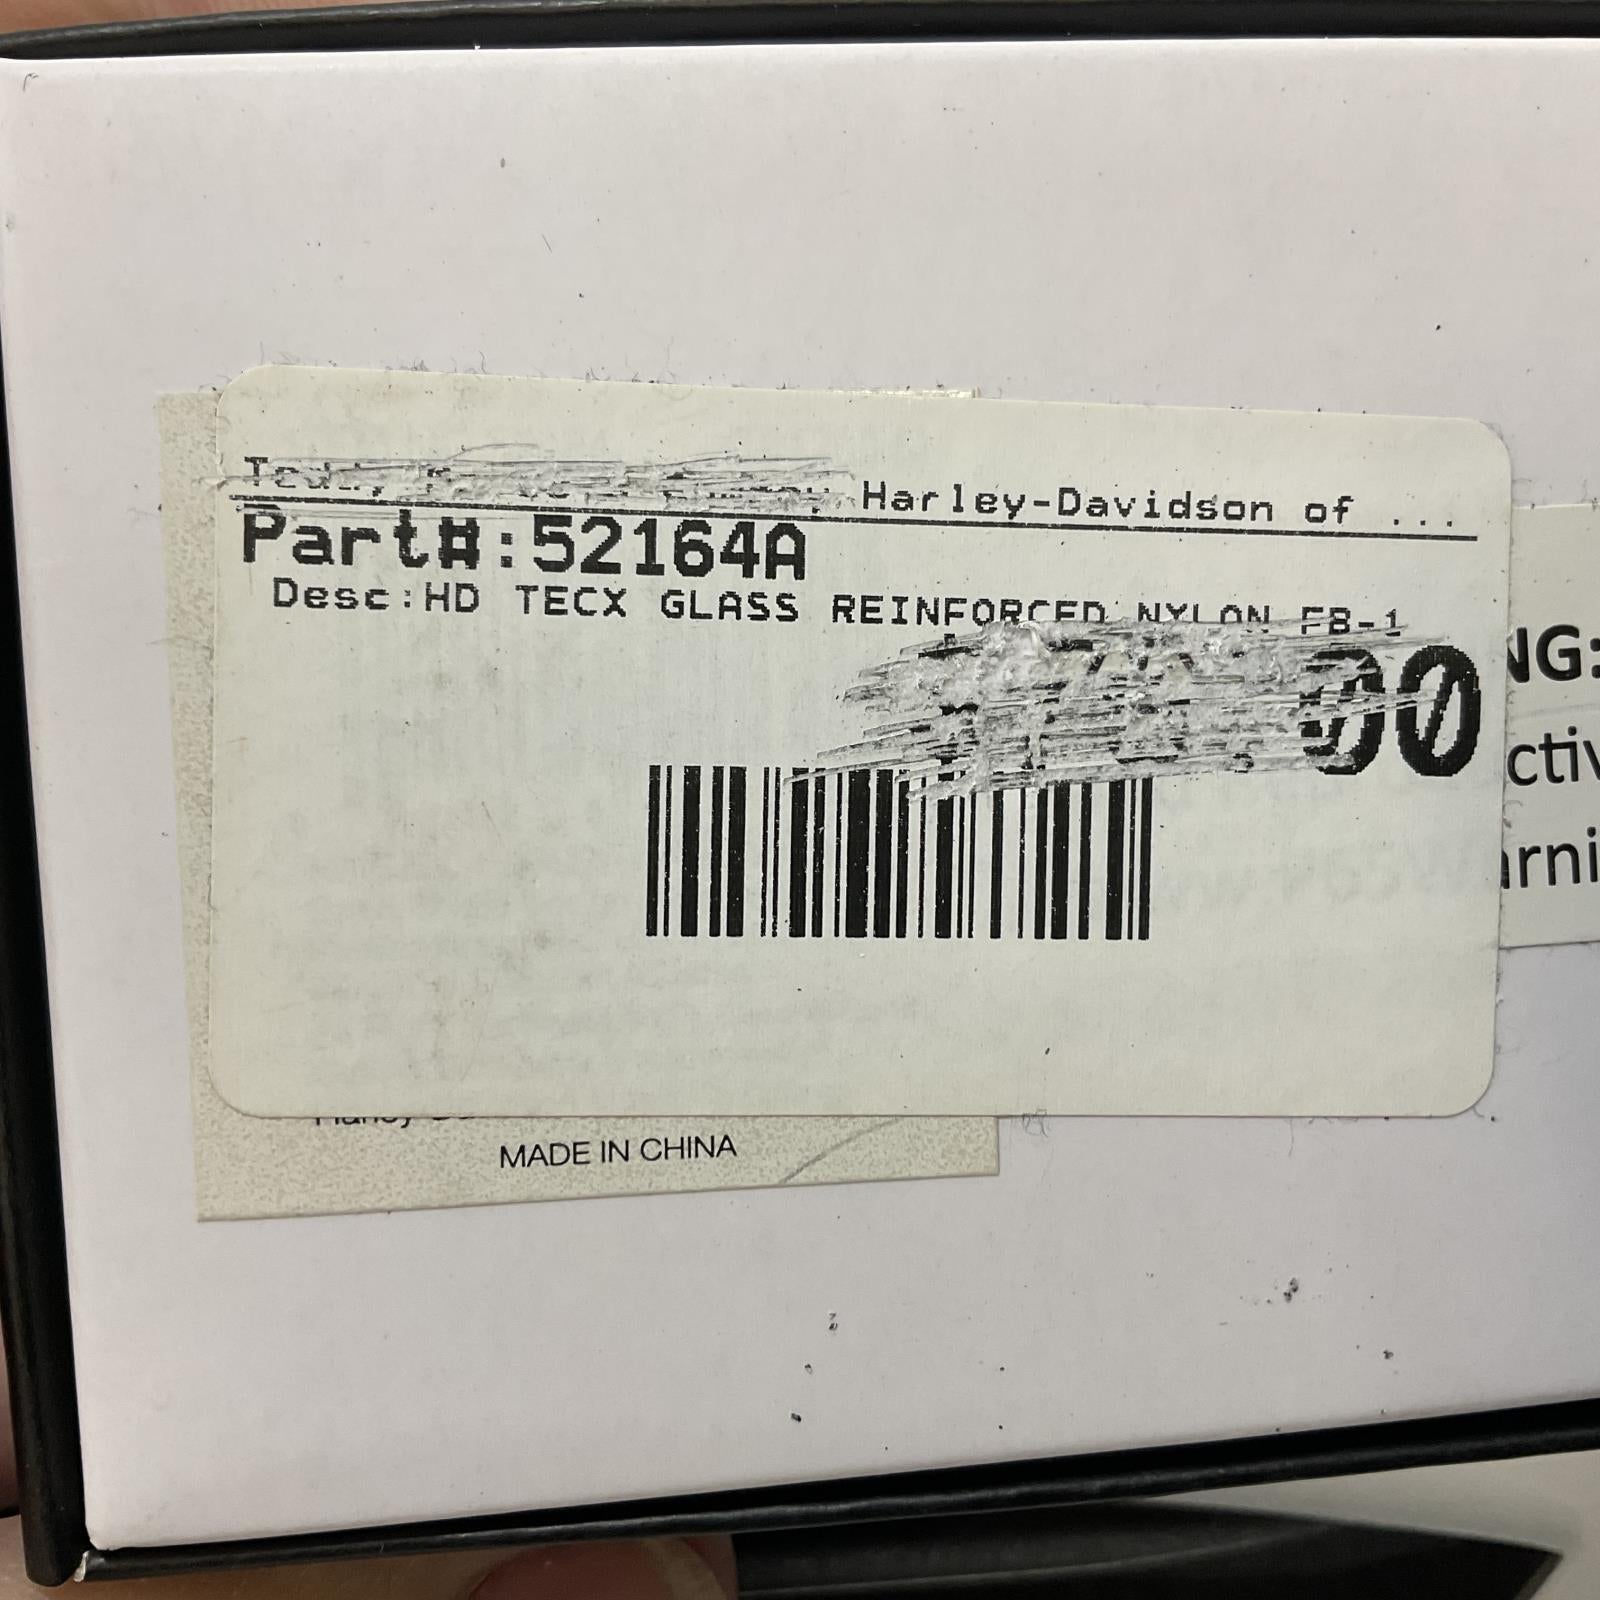 Harley-Davidson of ...
Part#:52164A
Desc:HD TECX GLASS REINFORCED NYLON FB-1
00
NG:
ctiv
arni
MADE IN CHINA